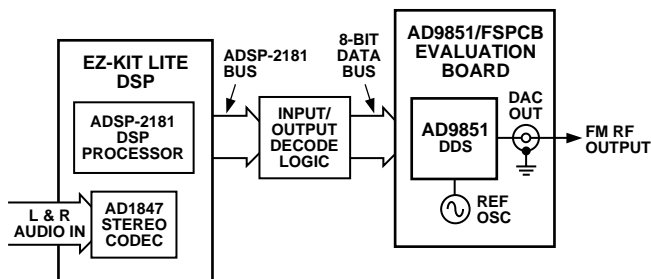 EZ-KIT LITE
DSP
ADSP-2181
DSP
PROCESSOR
L & R
AUDIO IN
AD1847
STEREO
CODEC
ADSP-2181
BUS
INPUT/
OUTPUT
DECODE
LOGIC
8-BIT
DATA
BUS
AD9851/FSPCB
EVALUATION
BOARD
AD9851
DDS
DAC
OUT
REF
OSC
FM RF
OUTPUT